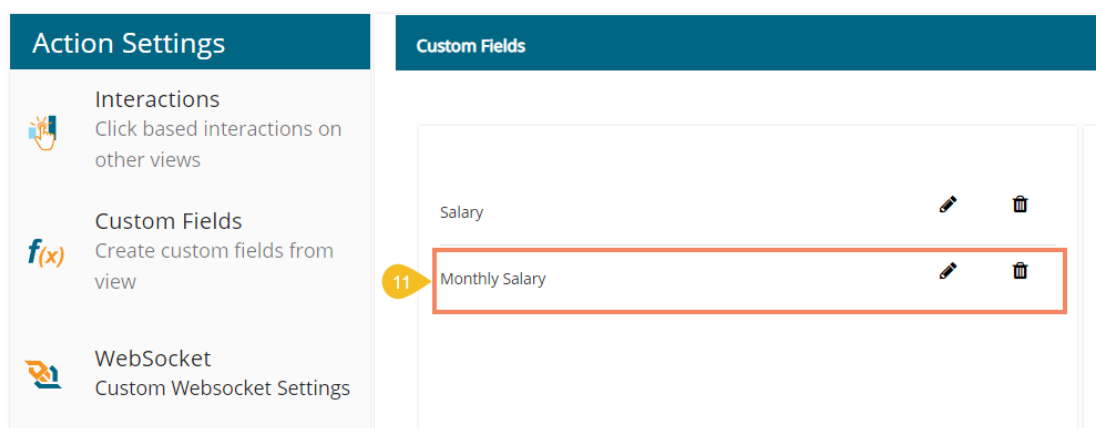 Action Settings
Interactions
Click based interactions on
other views
f(x)
Custom Fields
Create custom fields from
view
WebSocket
Custom Websocket Settings
Custom Fields
Salary
11
Monthly Salary